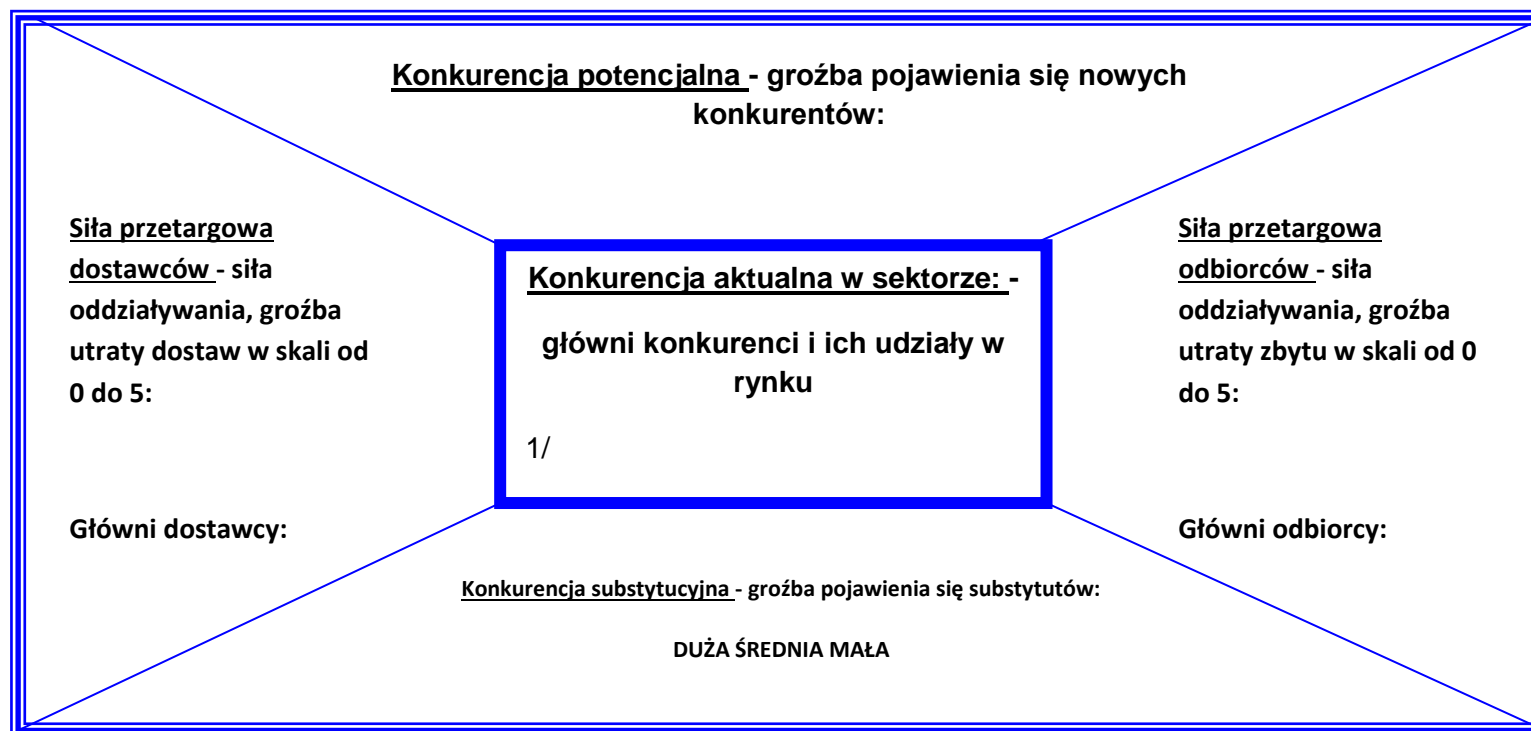 Konkurencja potencjalna - groźba pojawienia się nowych
konkurentów:
Siła przetargowa
dostawców - siła
oddziaływania, groźba
utraty dostaw w skali od
0 do 5:
Główni dostawcy:
Konkurencja aktualna w sektorze: -
główni konkurenci i ich udziały w
rynku
1/
Siła przetargowa
odbiorców - siła
oddziaływania, groźba
utraty zbytu w skali od 0
do 5:
Główni odbiorcy:
Konkurencja substytucyjna - groźba pojawienia się substytutów:
DUŻA ŚREDNIA MAŁA